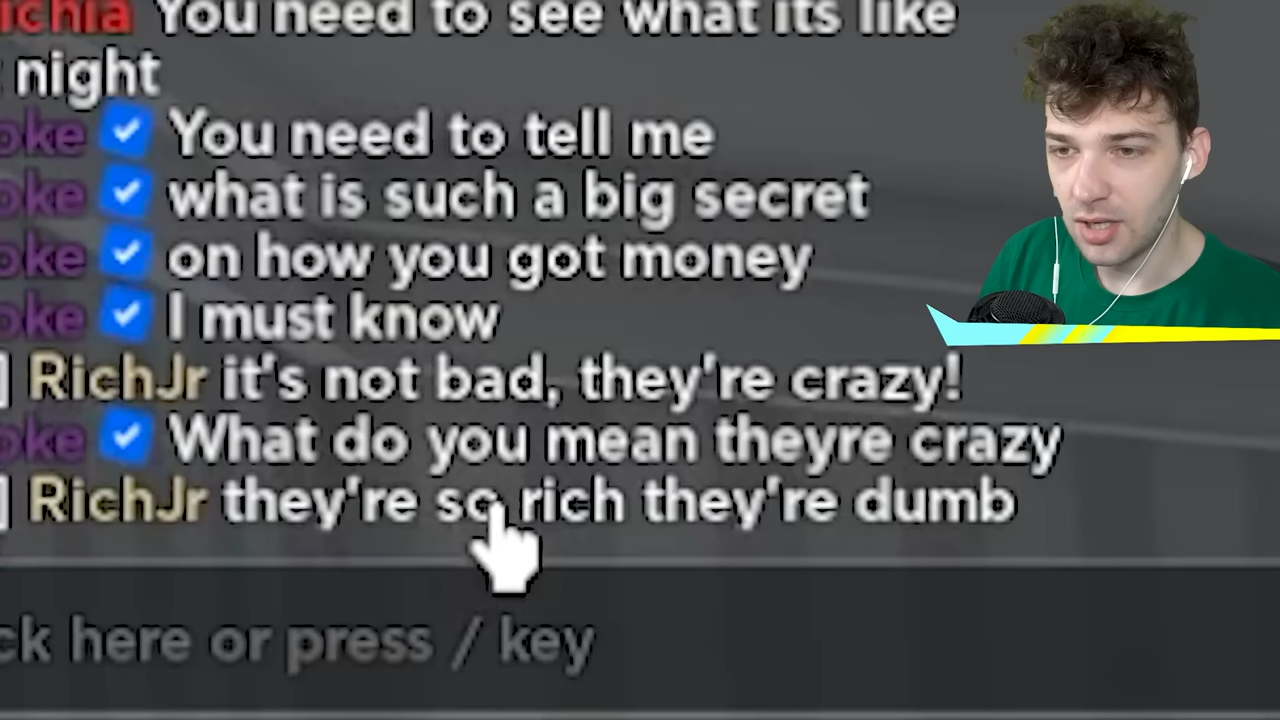 You need to see what its like
night
You need to tell me
what is such a big secret
on how you got money
I must know
] RichJr it's not bad, they're crazy!
What do you mean theyre crazy
] RichJr they're so rich they're dumb
here or press / key